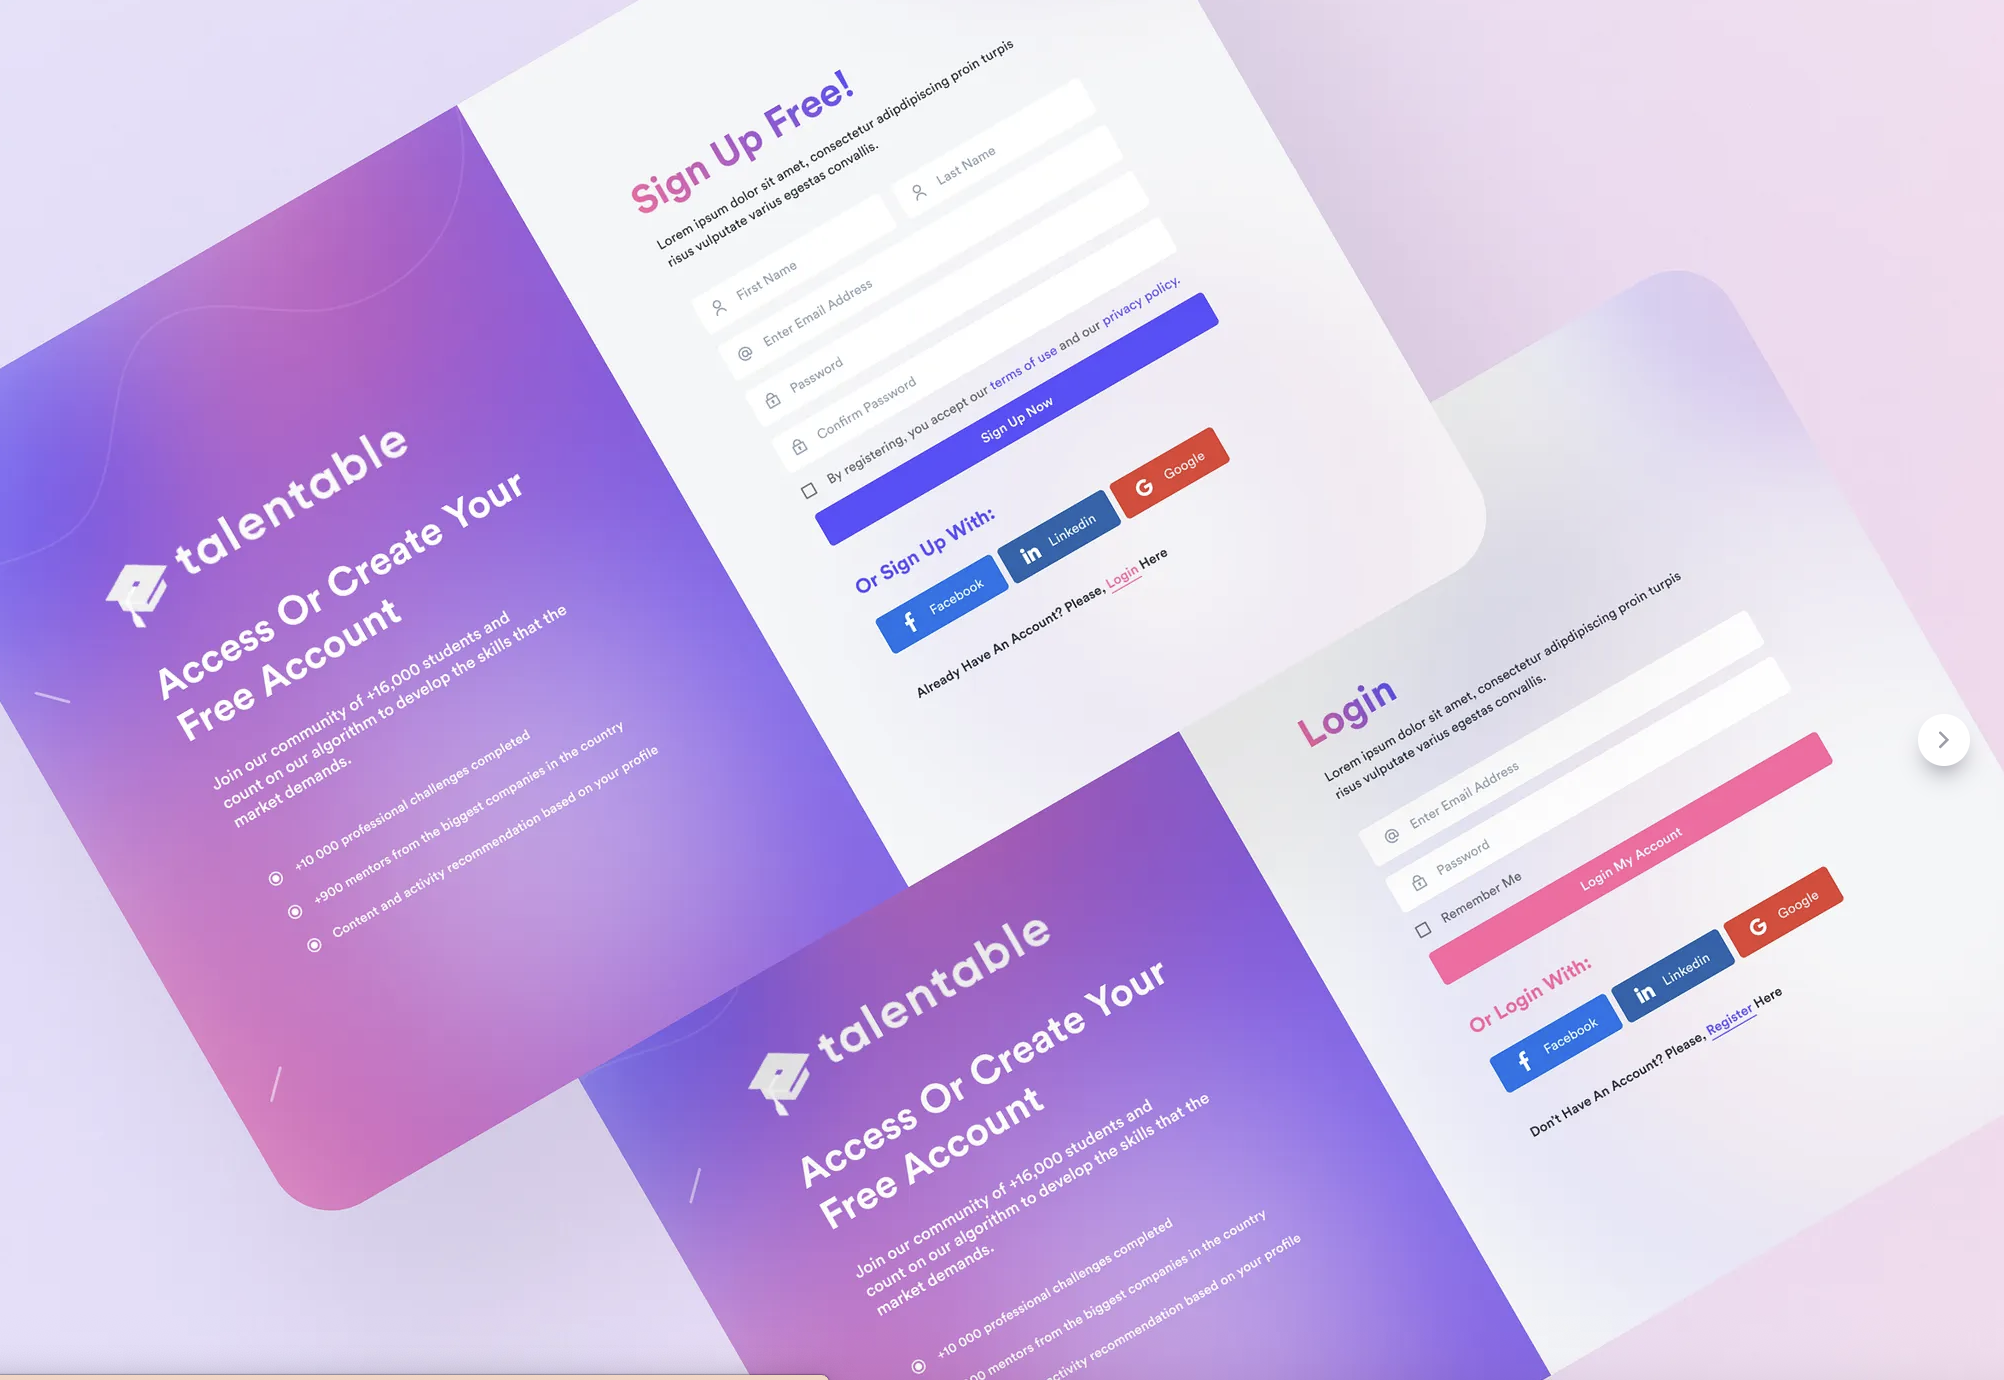 talentable
Access Or Create Your
Free Account
Join our community of +16,000 students and
count on our algorithm to develop the skills that the
market demands.
+10 000 professional challenges completed
+900 mentors from the biggest companies in the country
Content and activity recommendation based on your profile
Sign Up Free!
Lorem ipsum dolor sit amet, consectetur adipdipiscing proin turpis
risus vulputate varius egestas convallis.
First Name
Last Name
Enter Email Address
Password
Confirm Password
By registering, you accept our terms of use and our privacy policy.
Sign Up Now
Or Sign Up With:
Facebook
Linkedin
Google
Already Have An Account? Please, Login Here
talentable
Access Or Create Your
Free Account
Join our community of +16,000 students and
count on our algorithm to develop the skills that the
market demands.
+10 000 professional challenges completed
mentors from the biggest companies in the country
recommendation based on your profile
Login
Lorem ipsum dolor sit amet, consectetur adipdipiscing proin turpis
risus vulputate varius egestas convallis.
Enter Email Address
Password
Remember Me
Login My Account
Or Login With:
Facebook
Linkedin
Google
Don't Have An Account? Please, Register Here